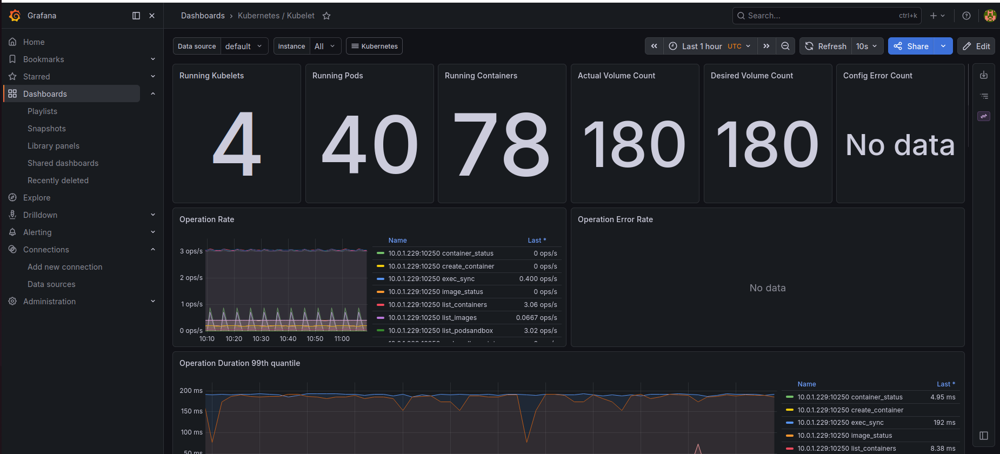 Grafana
Dashboards › Kubernetes / Kubelet
Search...
ctrl+k
Home
Bookmarks
Starred
Dashboards
Playlists
Snapshots
Library panels
Shared dashboards
Recently deleted
Explore
Drilldown
Alerting
Connections
Add new connection
Data sources
Administration
Data source default
instance All
Kubernetes
Last 1 hour UTC
Refresh 10s
Share
Edit
Running Kubelets
4
Running Pods
40
Running Containers
78
Actual Volume Count
180
Desired Volume Count
180
Config Error Count
No data
Operation Rate
3 ops/s
2 ops/s
1 ops/s
0 ops/s
10:10 10:20 10:30 10:40 10:50 11:00
Name Last *
10.0.1.229:10250 container_status 0 ops/s
10.0.1.229:10250 create_container 0 ops/s
10.0.1.229:10250 exec_sync 0.400 ops/s
10.0.1.229:10250 image_status 0 ops/s
10.0.1.229:10250 list_containers 3.06 ops/s
10.0.1.229:10250 list_images 0.0667 ops/s
10.0.1.229:10250 list_podsandbox 3.02 ops/s
Operation Error Rate
No data
Operation Duration 99th quantile
200 ms
150 ms
100 ms
50 ms
Name Last *
10.0.1.229:10250 container_status 4.95 ms
10.0.1.229:10250 create_container
10.0.1.229:10250 exec_sync 192 ms
10.0.1.229:10250 image_status
10.0.1.229:10250 list_containers 8.38 ms